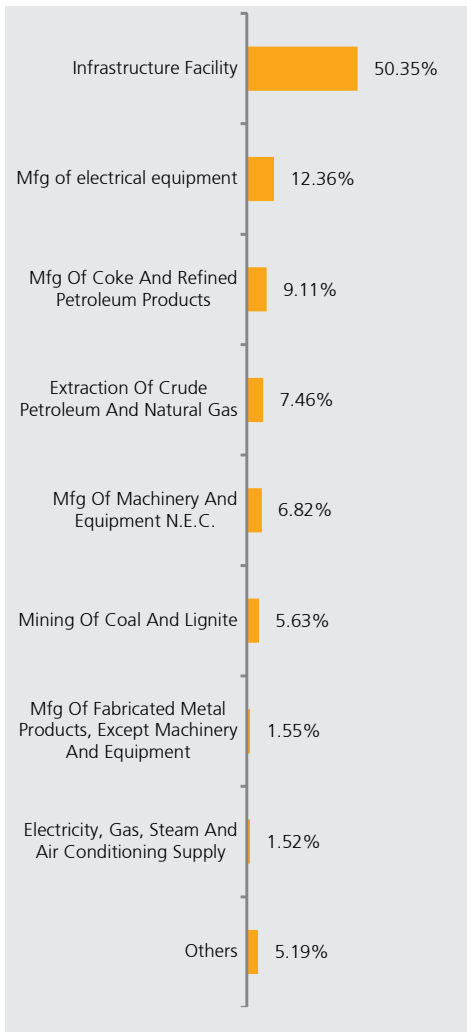 Infrastructure Facility 50.35%
Mfg of electrical equipment 12.36%
Mfg Of Coke And Refined
Petroleum Products 9.11%
Extraction Of Crude
Petroleum And Natural Gas 7.46%
Mfg Of Machinery And
Equipment N.E.C. 6.82%
Mining Of Coal And Lignite 5.63%
Mfg Of Fabricated Metal
Products, Except Machinery 1.55%
And Equipment
Electricity, Gas, Steam And
Air Conditioning Supply 1.52%
Others 5.19%